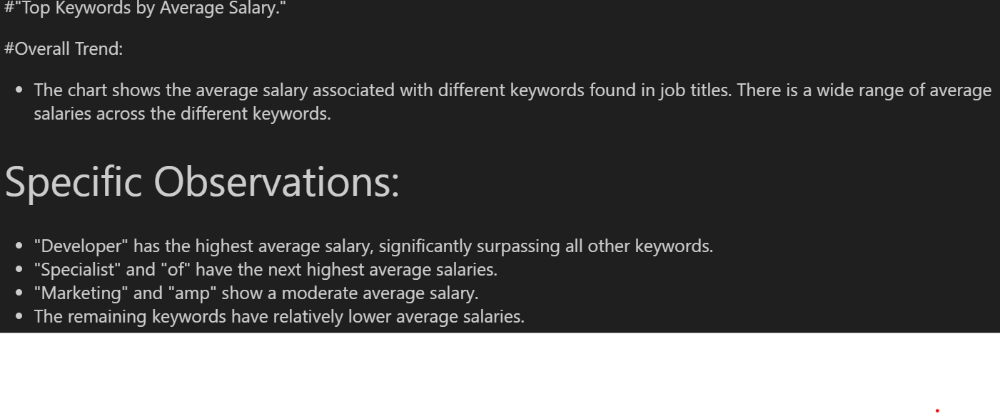 #"Top Keywords by Average Salary."
#Overall Trend:
• The chart shows the average salary associated with different keywords found in job titles. There is a wide range of average
salaries across the different keywords.
Specific Observations:
• "Developer" has the highest average salary, significantly surpassing all other keywords.
• "Specialist" and "of" have the next highest average salaries.
• "Marketing" and "amp" show a moderate average salary.
• The remaining keywords have relatively lower average salaries.